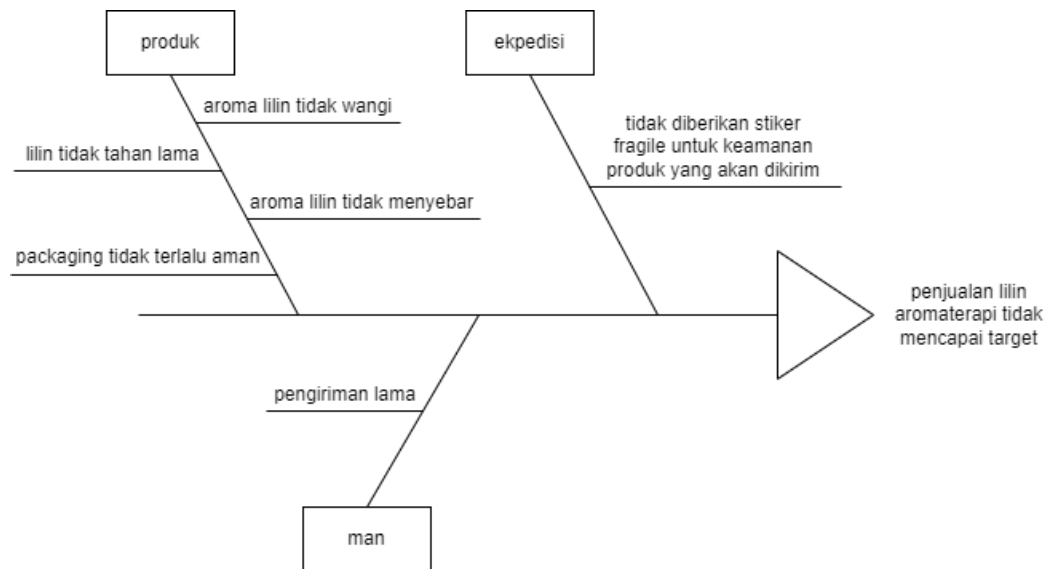 produk
ekpedisi
aroma lilin tidak wangi
lilin tidak tahan lama
aroma lilin tidak menyebar
packaging tidak terlalu aman
tidak diberikan stiker
fragile untuk keamanan
produk yang akan dikirim
penjualan lilin
aromaterapi tidak
mencapai target
pengiriman lama
man